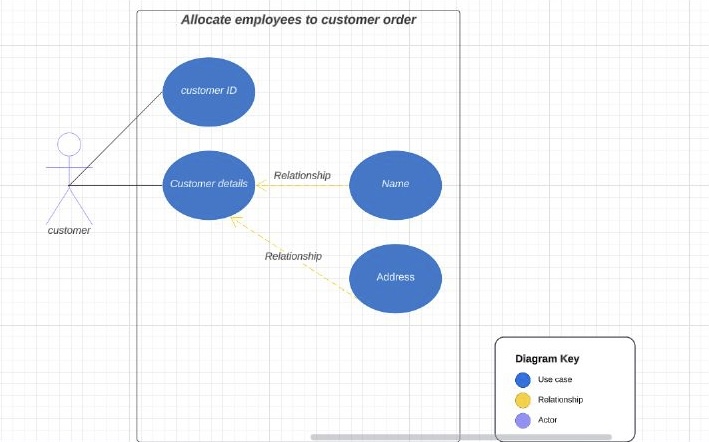 Allocate employees to customer order
customer ID
Customer details
Relationship
Name
customer
Relationship
Address
Diagram Key
Use case
Relationship
Actor